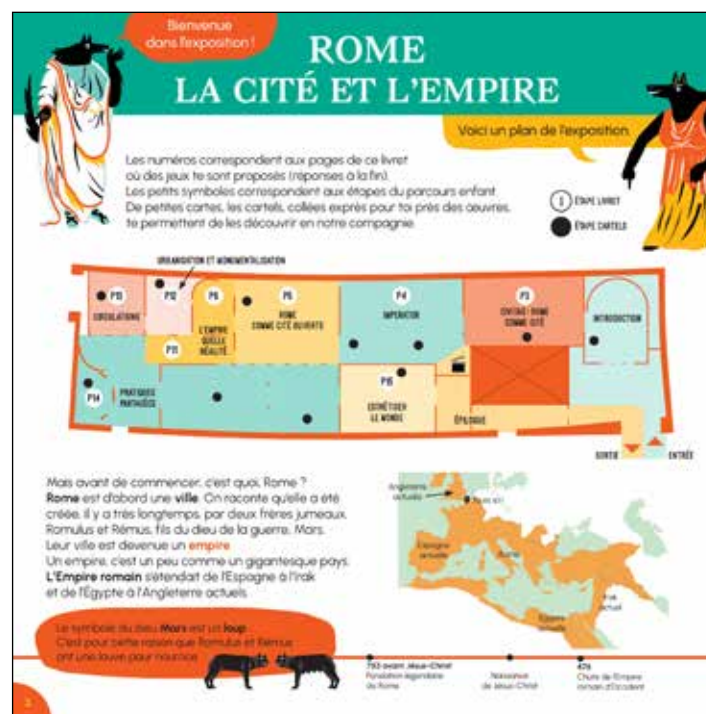 Bienvenue
dans l'exposition !
ROME
LA CITÉ ET L'EMPIRE
Voici un plan de l'exposition.
Les numéros correspondent aux pages de ce livret
où des jeux te sont proposés (réponses à la fin).
Les petits symboles correspondent aux étapes du parcours enfant.
De petites cartes, les cartels, collées exprès pour toi près des œuvres,
te permettent de les découvrir en notre compagnie.
ÉTAPE LIVRET
ÉTAPE CARTELS
URBANISATION ET MONUMENTALISATION
P13
CIRCULATIONS
P12
P11
L'EMPIRE
QUELLE
RÉALITÉ
ROME
COMME CITÉ OUVERTE
P4
IMPERATOR
P3
ROME
COMME CITÉ
INTRODUCTION
P14
PRATIQUES
PARTAGÉES
LE MONDE
ÉPILOGUE
SORTIE
ENTRÉE
Mais avant de commencer, c'est quoi, Rome ?
Rome est d'abord une ville. On raconte qu'elle a été
créée, il y a très longtemps, par deux frères jumeaux,
Romulus et Rémus, fils du dieu de la guerre, Mars.
Leur ville est devenue un empire.
Un empire, c'est un peu comme un gigantesque pays.
L'Empire romain s'étendait de l'Espagne à l'Irak
et de l'Égypte à l'Angleterre actuels.
Angleterre
actuelle
Espagne
actuelle
Rome
Irak
actuel
Égypte
actuelle
Le symbole du dieu Mars est un loup.
C'est pour cette raison que Romulus et Rémus
ont une louve pour nourrice.
753 avant Jésus-Christ
Fondation légendaire
de Rome
Naissance
de Jésus-Christ
476
Chute de l'Empire
romain d'Occident